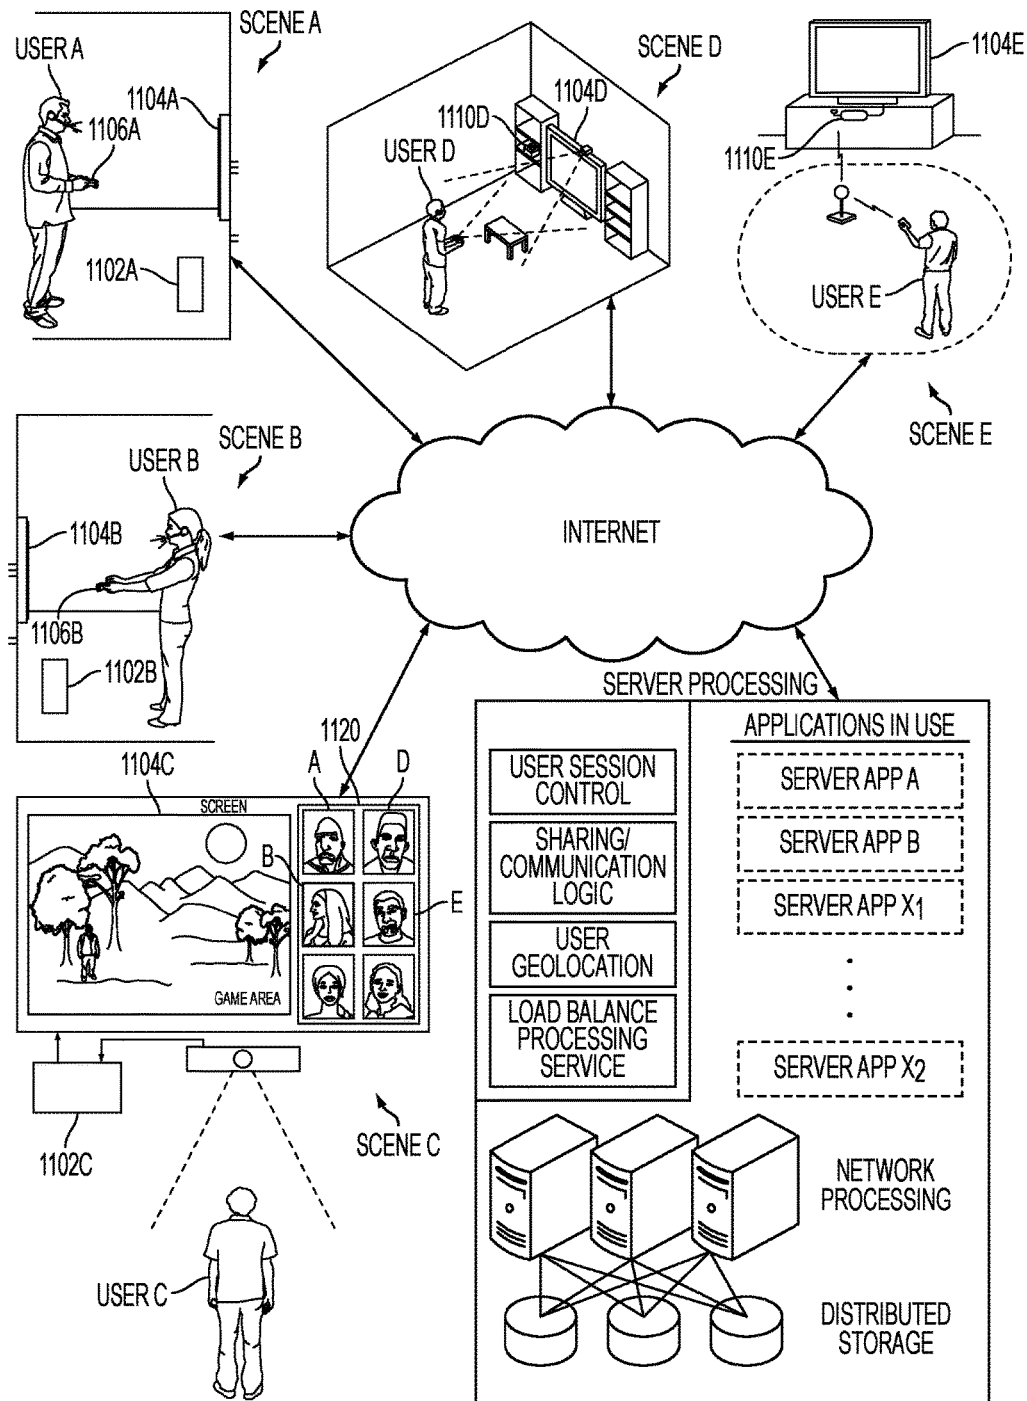 SCENE A
USER A
1104A
1106A
1102A
SCENE D
1104D
1110D
USER D
1104E
1110E
USER E
SCENE E
SCENE B
USER B
1104B
1106B
1102B
INTERNET
SERVER PROCESSING
1120
1104C
A
D
SCREEN
B
E
GAME AREA
1102C
SCENE C
USER C
APPLICATIONS IN USE
USER SESSION
CONTROL
SERVER APP A
SHARING/
COMMUNICATION
LOGIC
SERVER APP B
SERVER APP X1
USER
GEOLOCATION
LOAD BALANCE
PROCESSING
SERVICE
SERVER APP X2
NETWORK
PROCESSING
DISTRIBUTED
STORAGE